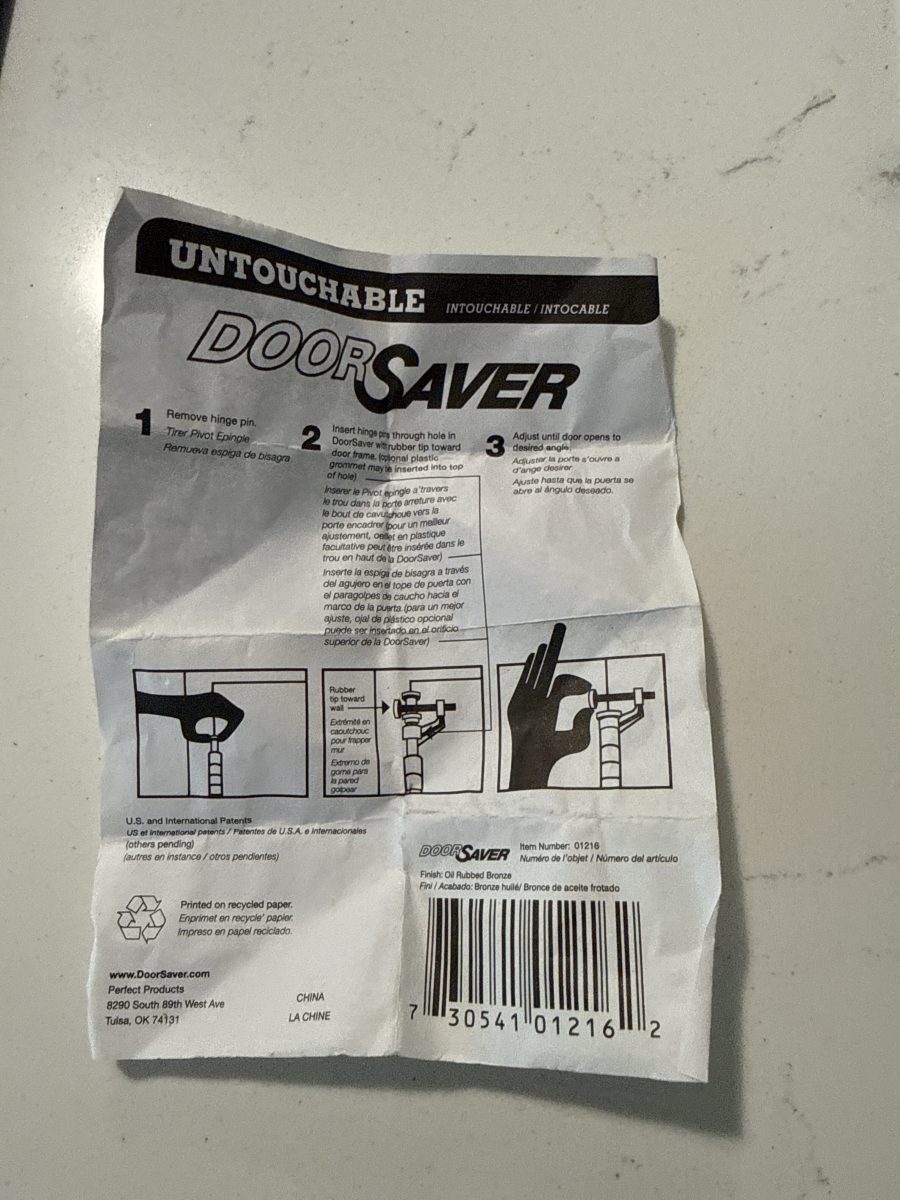 UNTOUCHABLE INTOUCHABLE / INTOCABLE
DOORSAVER
1
Remove hinge pin.
Tirer Pivot Epingle
Remueva espiga de bisagra
2
Insert hinge pin through hole in
DoorSaver with rubber tip toward
door frame. (optional plastic
grommet may be inserted into top
of hole)
Inserer le Pivot epingle a'travers
le trou dans la porte arreture avec
le bout de cavutchoue vers la
porte encadrer (pour un meilleur
ajustement, oeillet en plastique
facultative peut être insérée dans le
trou en haut de la DoorSaver)
Inserte la espiga de bisagra a través
del agujero en el tope de puerta con
el paragolpes de caucho hacia el
marco de la puerta (para un mejor
ajuste, ojal de plástico opcional
puede ser insertado en el orificio
superior de la DoorSaver)
3
Adjust until door opens to
desired angle.
Adjuster la porte s'ouvre a
d'ange desirer
Ajuste hasta que la puerta se
abre al ángulo deseado.
Rubber
tip toward
wall
Extrémité en
caoutchouc
pour frapper
mur
Extremo de
goma para
la pared
golpear
U.S. and International Patents
US et International patents / Patentes de U.S.A. e Internacionales
(others pending)
(autres en instance / otros pendientes)
Printed on recycled paper.
Enprimet en recycle' papier.
Impreso en papel reciclado.
www.DoorSaver.com
Perfect Products
8290 South 89th West Ave
Tulsa, OK 74131
CHINA
LA CHINE
DOORSAVER
Item Number: 01216
Numéro de l'objet / Número del artículo
Finish: Oil Rubbed Bronze
Fini / Acabado: Bronze huilé/ Bronce de aceite frotado
7 30541 01216 2